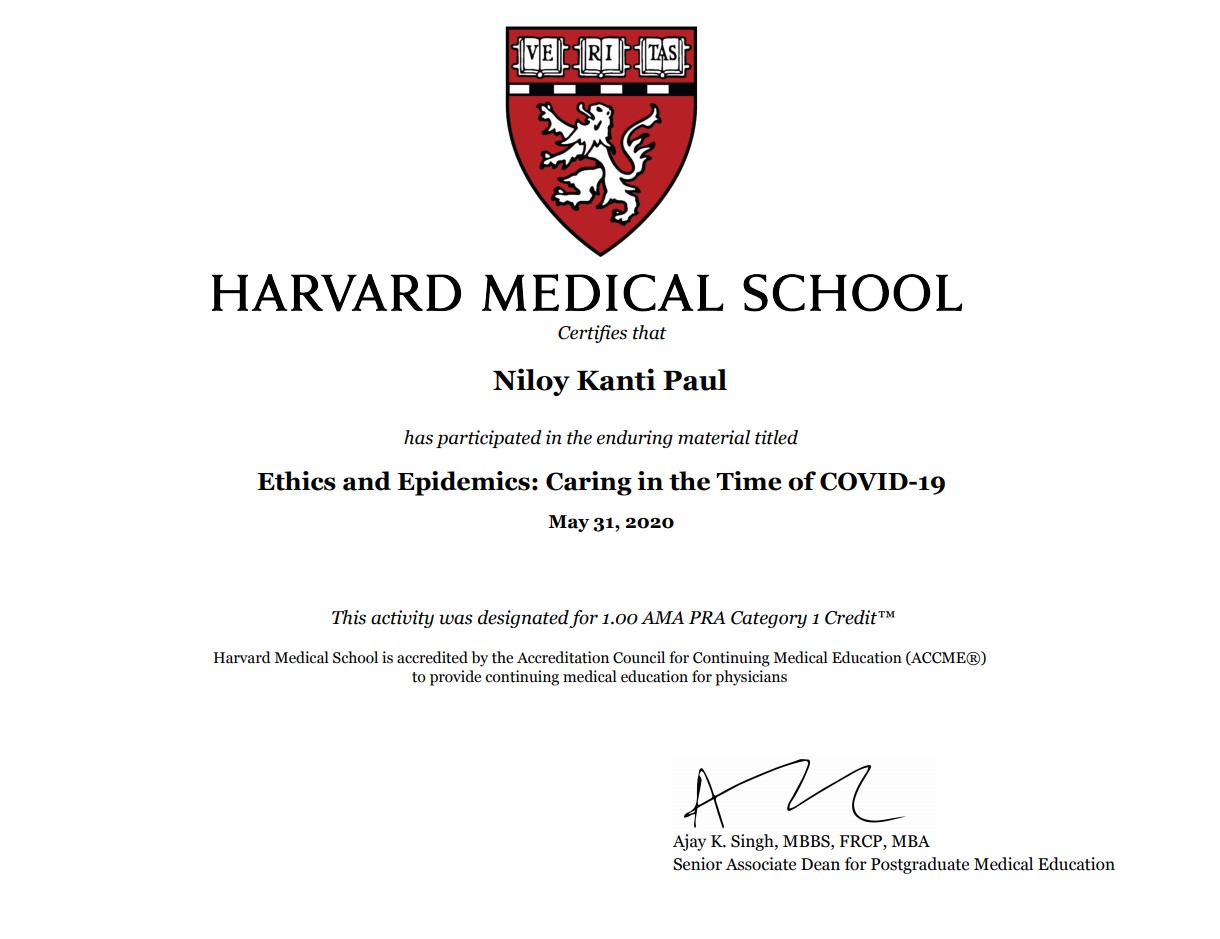 VE RI TAS
HARVARD MEDICAL SCHOOL
Certifies that
Niloy Kanti Paul
has participated in the enduring material titled
Ethics and Epidemics: Caring in the Time of COVID-19
May 31, 2020
This activity was designated for 1.00 AMA PRA Category 1 Credit™
Harvard Medical School is accredited by the Accreditation Council for Continuing Medical Education (ACCME®)
to provide continuing medical education for physicians
Ajay K. Singh, MBBS, FRCP, MBA
Senior Associate Dean for Postgraduate Medical Education